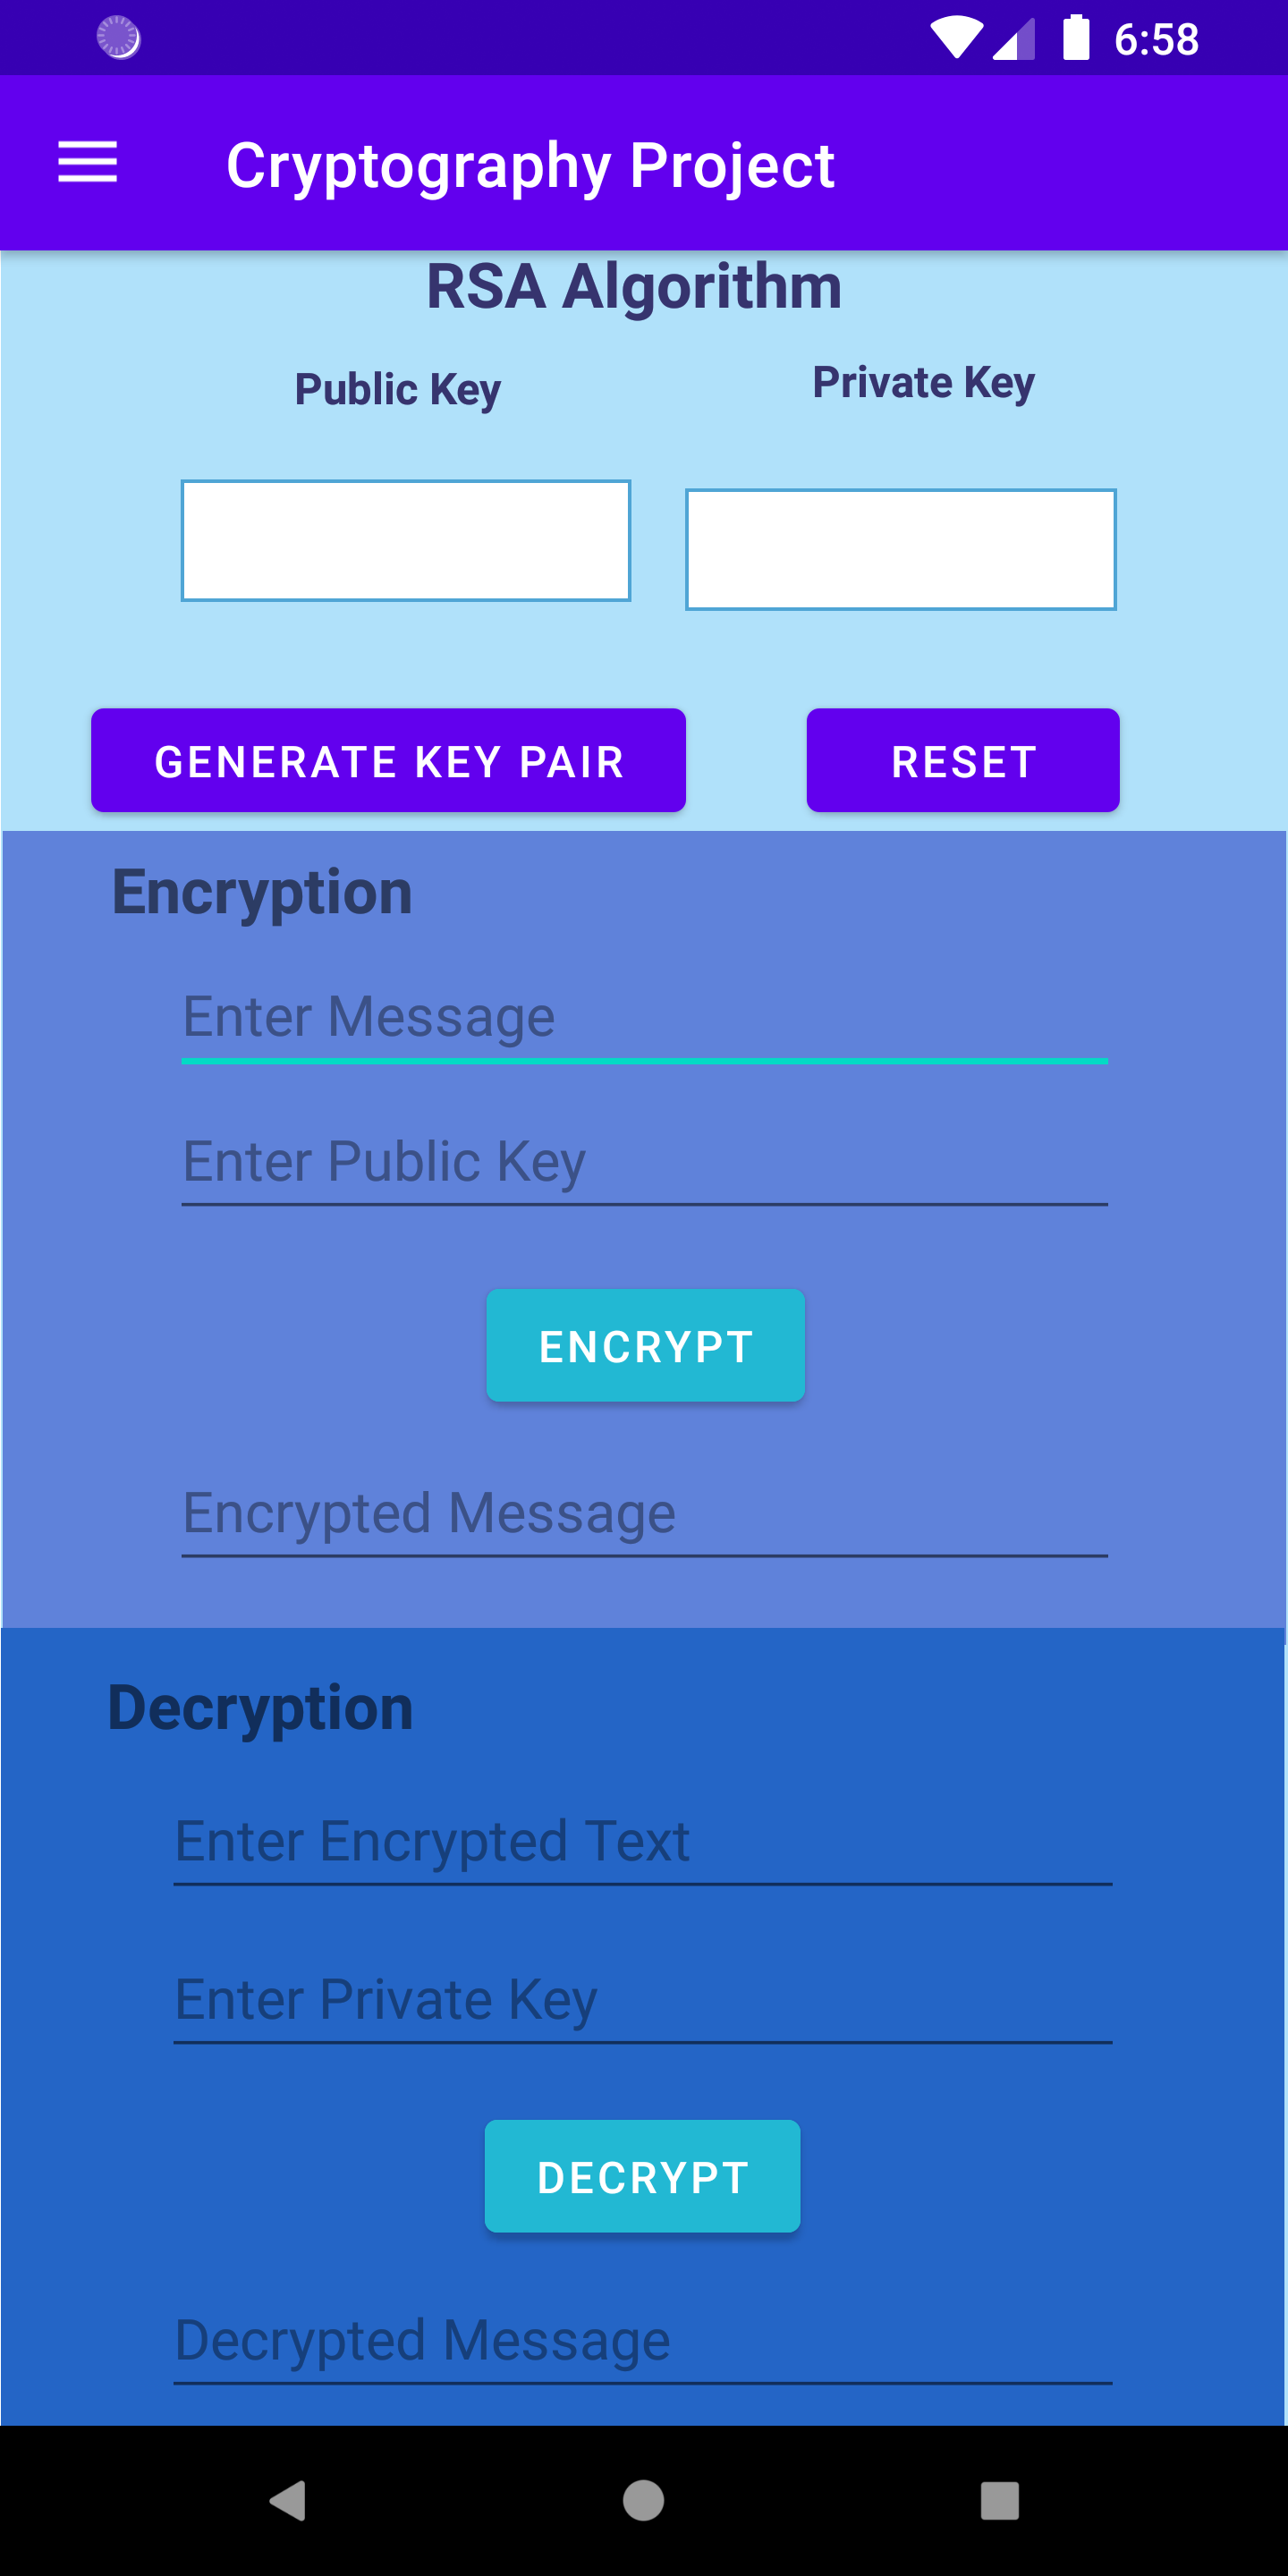 6:58
Cryptography Project
RSA Algorithm
Public Key
Private Key
GENERATE KEY PAIR
RESET
Encryption
Enter Message
Enter Public Key
ENCRYPT
Encrypted Message
Decryption
Enter Encrypted Text
Enter Private Key
DECRYPT
Decrypted Message